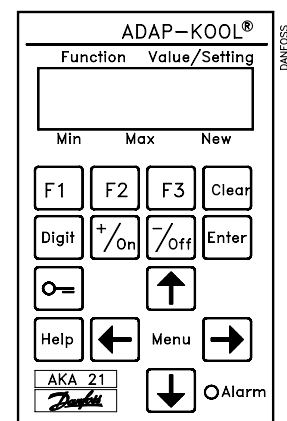 ADAP-KOOL®
DANFOSS
Function Value/Setting
Min Max New
F1 F2 F3 Clear
Digit +/On -/Off Enter
Help Menu
AKA 21
Danfoss
Alarm